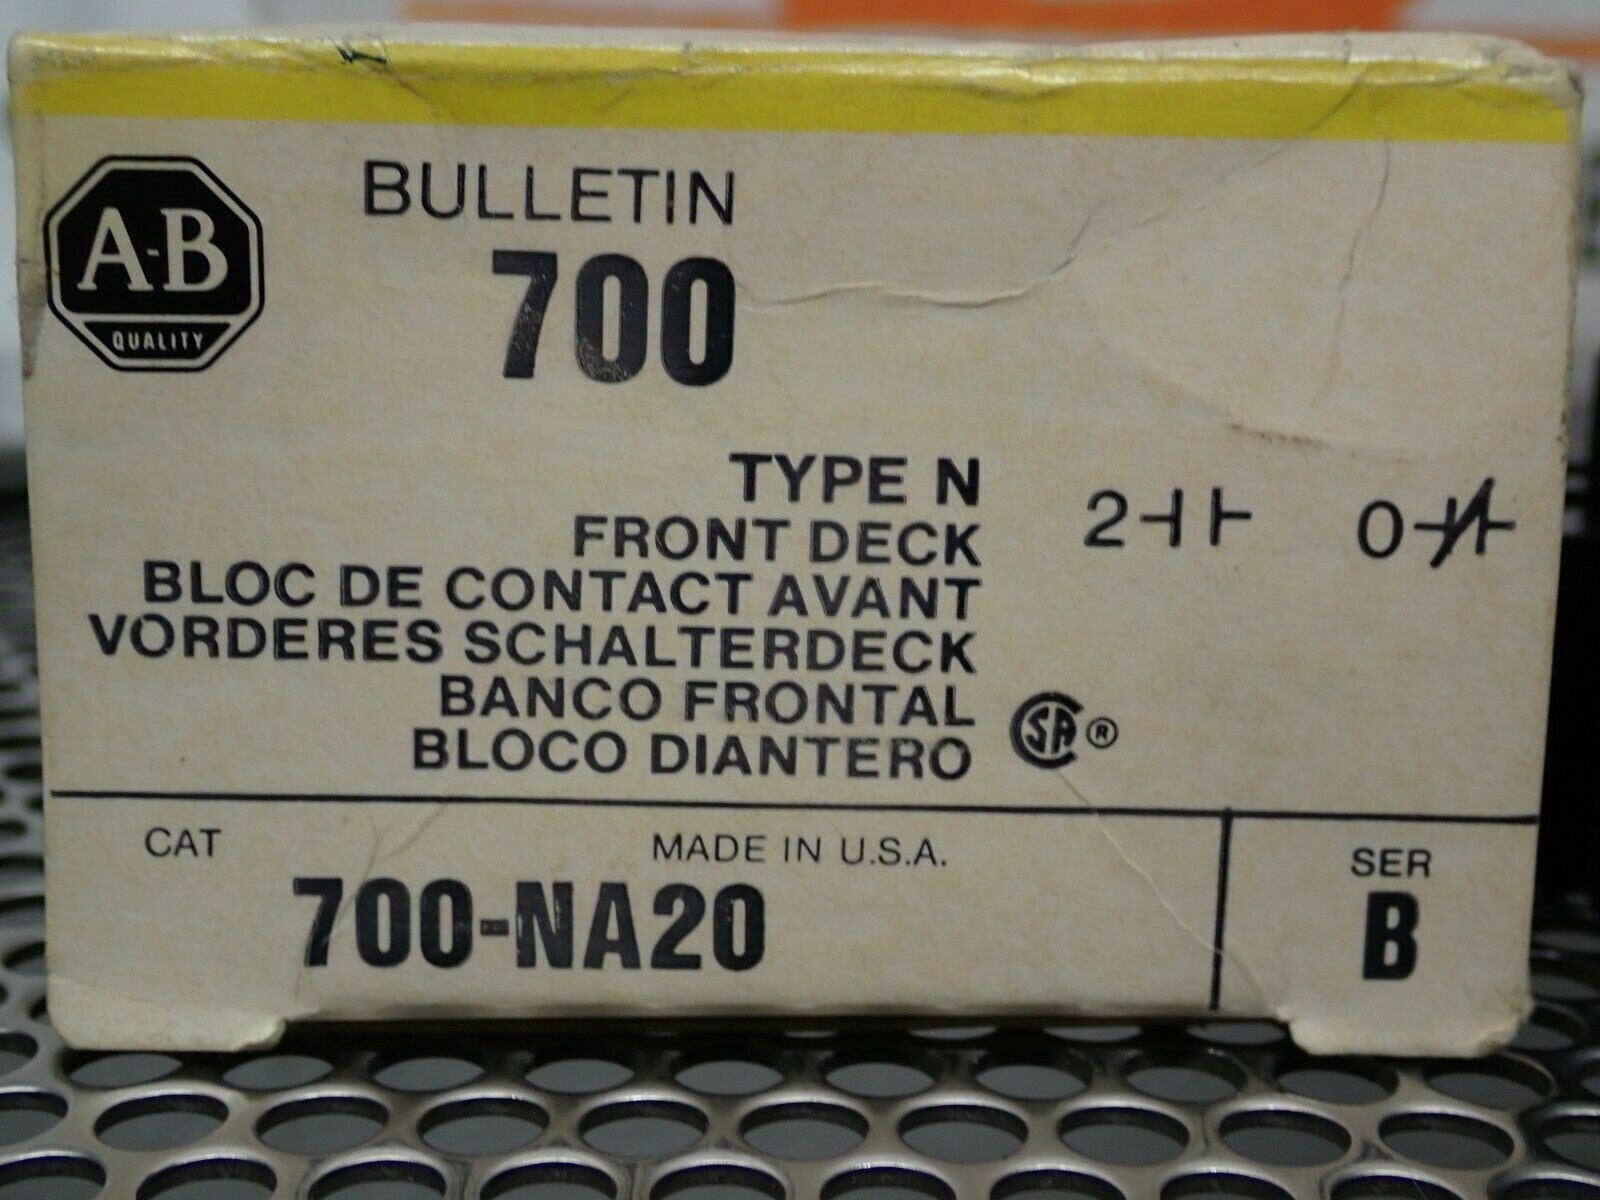 A-B
QUALITY
BULLETIN
700
TYPE N
FRONT DECK
BLOC DE CONTACT AVANT
VORDERES SCHALTERDECK
BANCO FRONTAL
BLOCO DIANTERO
2 0
CSA ®
CAT
MADE IN U.S.A.
700-NA20
SER
B